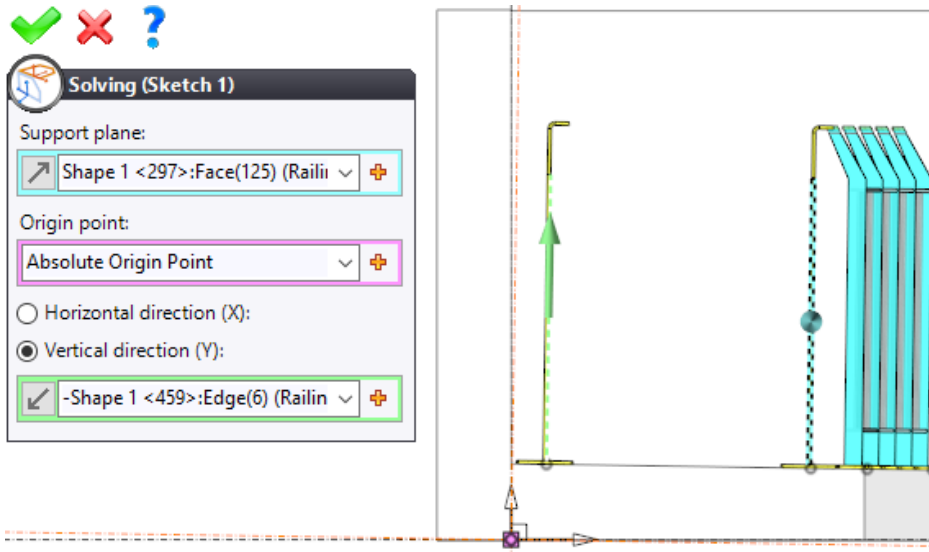 Solving (Sketch 1)
Support plane:
Shape 1 <297>:Face(125) (Railin
Origin point:
Absolute Origin Point
Horizontal direction (X):
Vertical direction (Y):
-Shape 1 <459>:Edge(6) (Railin